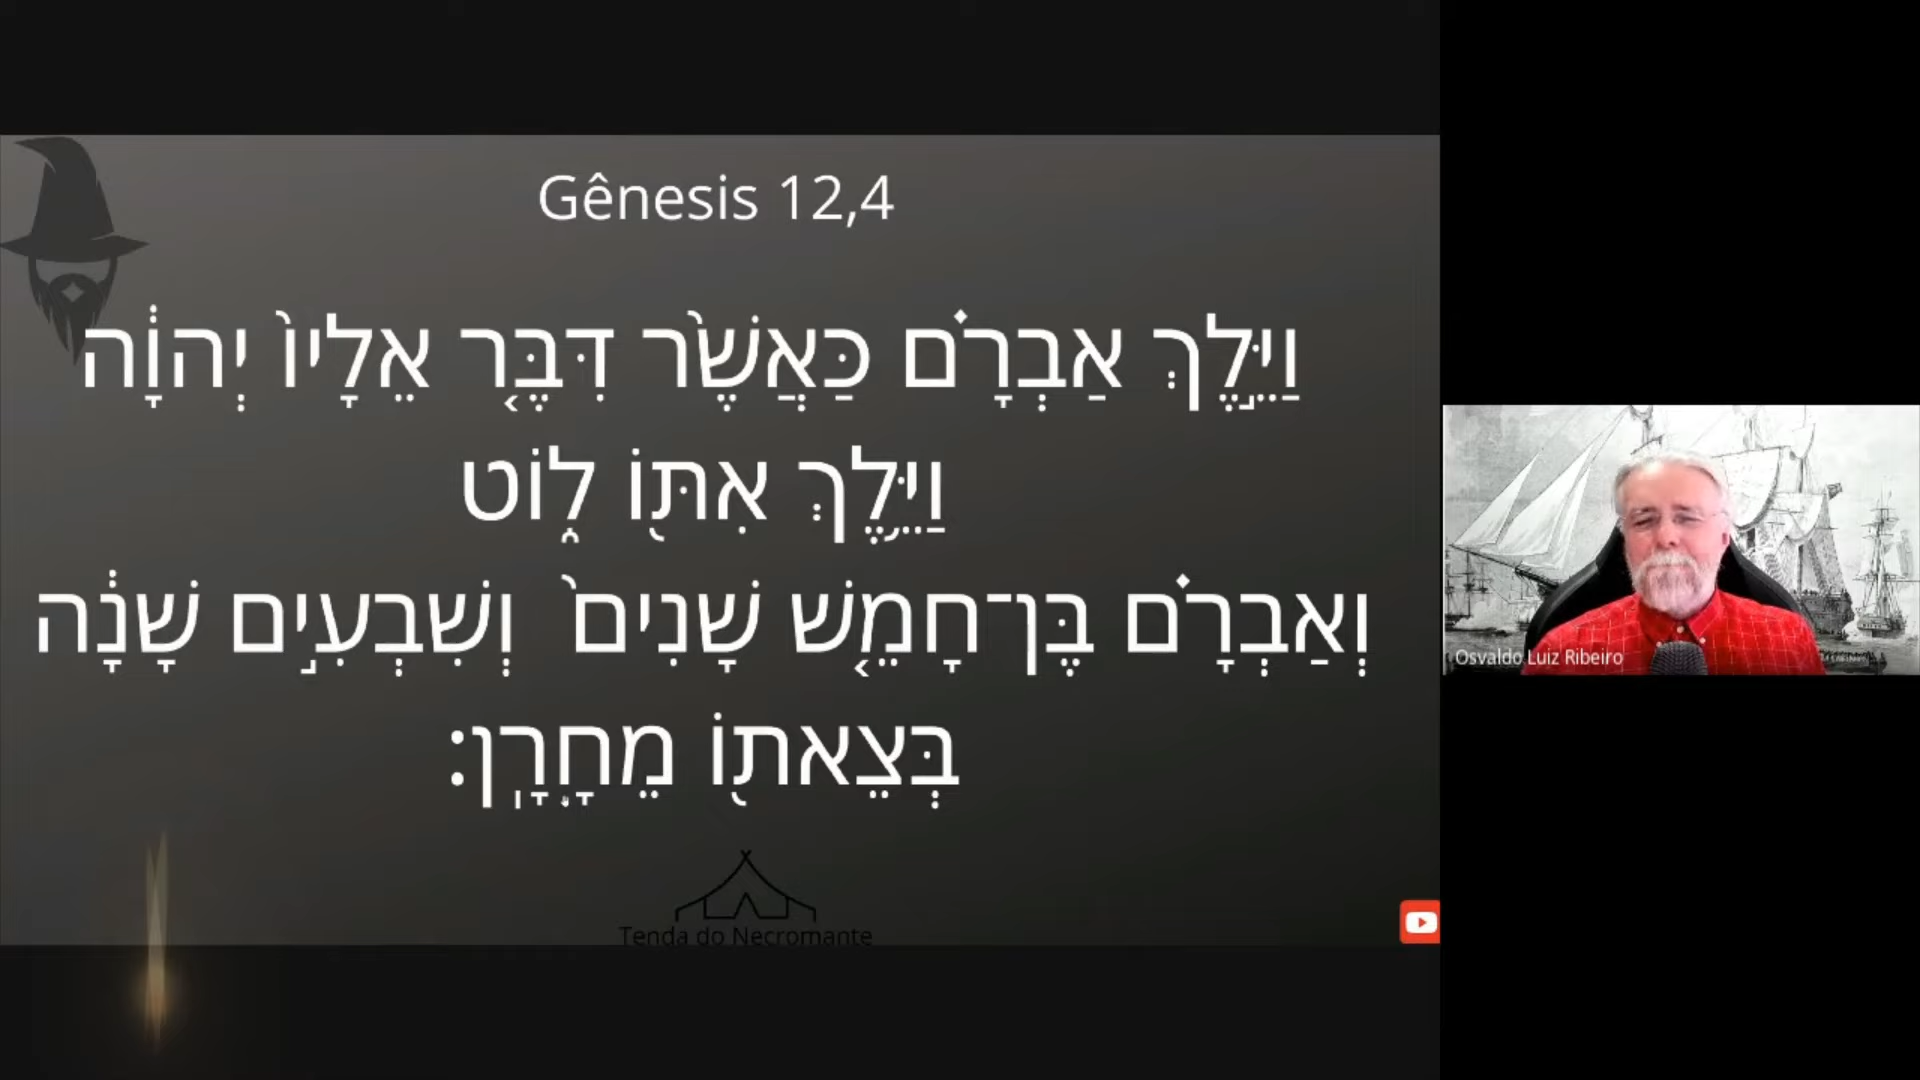 Gênesis 12,4
וַיֵּ֣לֶךְ אַבְרָ֗ם כַּאֲשֶׁ֨ר דִּבֶּ֤ר אֵלָיו֙ יְהוָ֔ה
וַיֵּ֥לֶךְ אִתּ֖וֹ ל֑וֹט
וְאַבְרָ֗ם בֶּן־חָמֵ֤שׁ שָׁנִים֙ וְשִׁבְעִ֣ים שָׁנָ֔ה
בְּצֵאת֖וֹ מֵחָרָֽן׃
Tenda do Necromante
Osvaldo Luiz Ribeiro